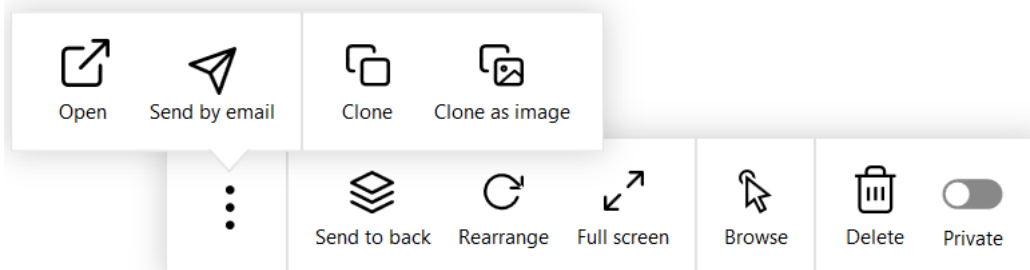 Open
Send by email
Clone
Clone as image
Send to back
Rearrange
Full screen
Browse
Delete
Private